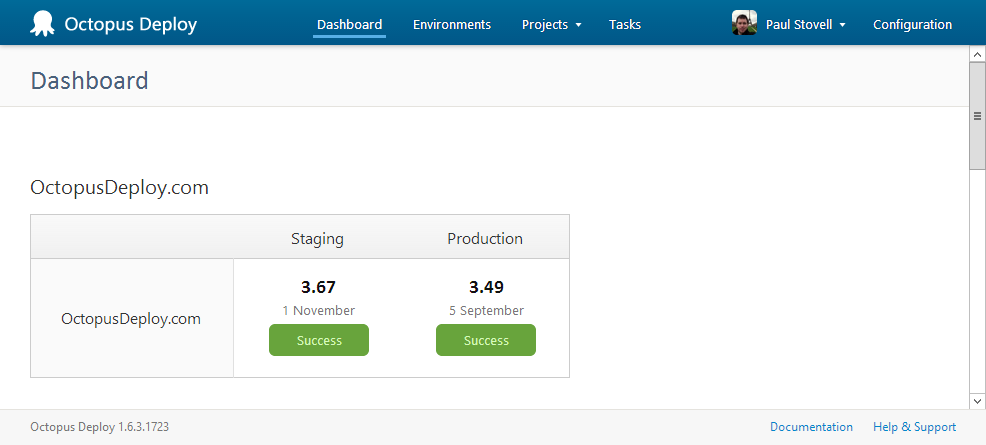 Octopus Deploy Dashboard Environments Projects Tasks Paul Stovell Configuration
Dashboard
OctopusDeploy.com
Staging Production
3.67 3.49
1 November 5 September
OctopusDeploy.com
Success Success
Octopus Deploy 1.6.3.1723 Documentation Help & Support